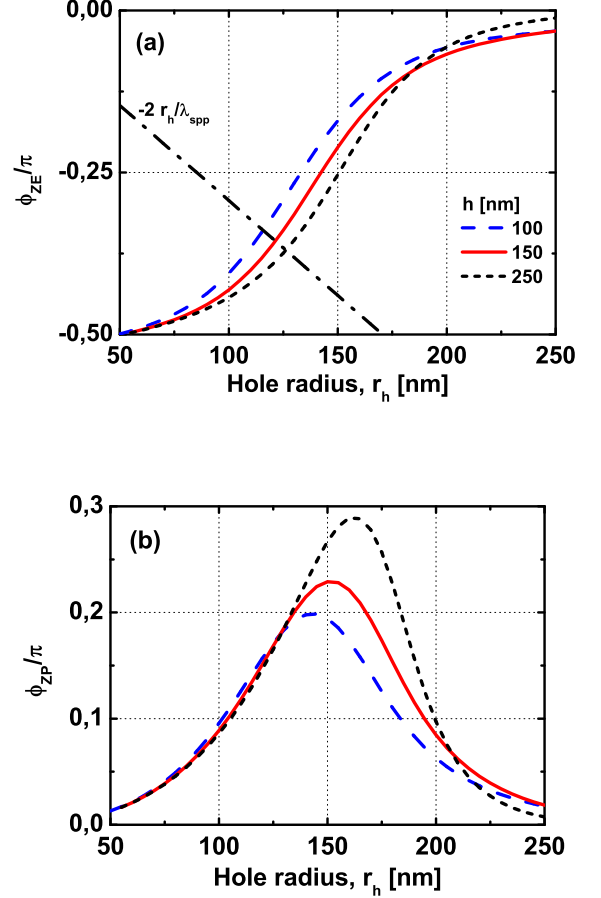 0,00
(a)
-2 r_h/λ_spp
-0,25
ϕ_ZE/π
h [nm]
100
150
250
-0,50
50 100 150 200 250
Hole radius, r_h [nm]
0,3
(b)
0,2
ϕ_ZP/π
0,1
0,0
50 100 150 200 250
Hole radius, r_h [nm]